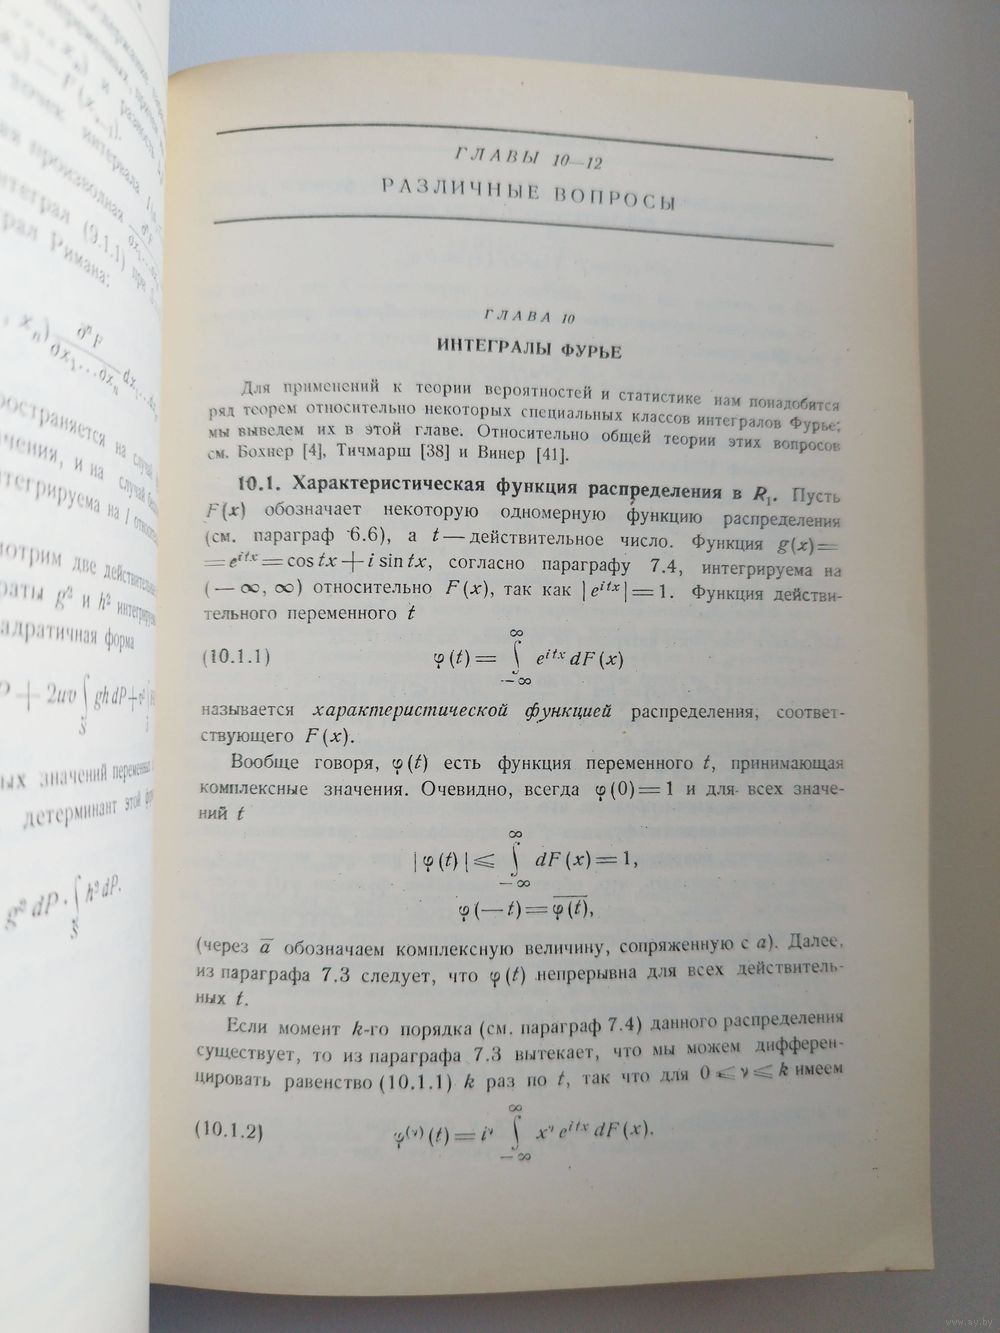 ГЛАВЫ 10—12
РАЗЛИЧНЫЕ ВОПРОСЫ
ГЛАВА 10
ИНТЕГРАЛЫ ФУРЬЕ
Для применений к теории вероятностей и статистике нам понадобится
ряд теорем относительно некоторых специальных классов интегралов Фурье;
мы выведем их в этой главе. Относительно общей теории этих вопросов
см. Бохнер [4], Тичмарш [38] и Винер [41].
10.1. Характеристическая функция распределения в R₁. Пусть
F(x) обозначает некоторую одномерную функцию распределения
(см. параграф 6.6), а t — действительное число. Функция g(x)=
=e^{itx}=cos tx+i sin tx, согласно параграфу 7.4, интегрируема на
(—∞, ∞) относительно F(x), так как |e^{itx}|=1. Функция действи-
тельного переменного t
(10.1.1) φ(t)=∫_{—∞}^{∞} e^{itx} dF(x)
называется характеристической функцией распределения, соответ-
ствующего F(x).
Вообще говоря, φ(t) есть функция переменного t, принимающая
комплексные значения. Очевидно, всегда φ(0)=1 и для всех значе-
ний t
|φ(t)|⩽∫_{—∞}^{∞} dF(x)=1,
φ(—t)=\overline{φ(t)},
(через a̅ обозначаем комплексную величину, сопряженную с a). Далее,
из параграфа 7.3 следует, что φ(t) непрерывна для всех действитель-
ных t.
Если момент k-го порядка (см. параграф 7.4) данного распределения
существует, то из параграфа 7.3 вытекает, что мы можем дифферен-
цировать равенство (10.1.1) k раз по t, так что для 0⩽ν⩽k имеем
(10.1.2) φ^{(ν)}(t)=i^ν ∫_{—∞}^{∞} x^ν e^{itx} dF(x).
www.ay.by